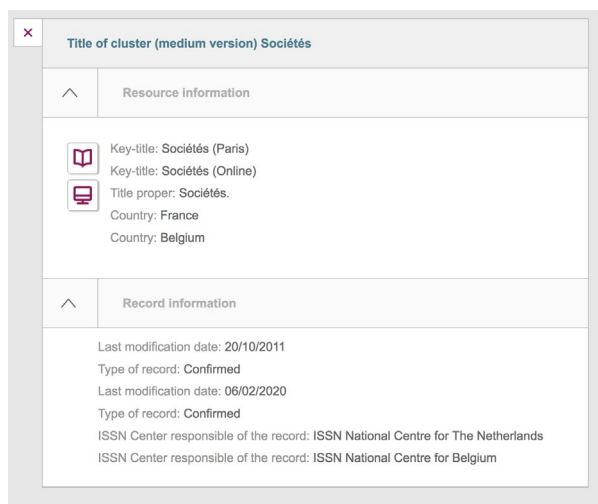 Title of cluster (medium version) Sociétés
Resource information
Key-title: Sociétés (Paris)
Key-title: Sociétés (Online)
Title proper: Sociétés.
Country: France
Country: Belgium
Record information
Last modification date: 20/10/2011
Type of record: Confirmed
Last modification date: 06/02/2020
Type of record: Confirmed
ISSN Center responsible of the record: ISSN National Centre for The Netherlands
ISSN Center responsible of the record: ISSN National Centre for Belgium